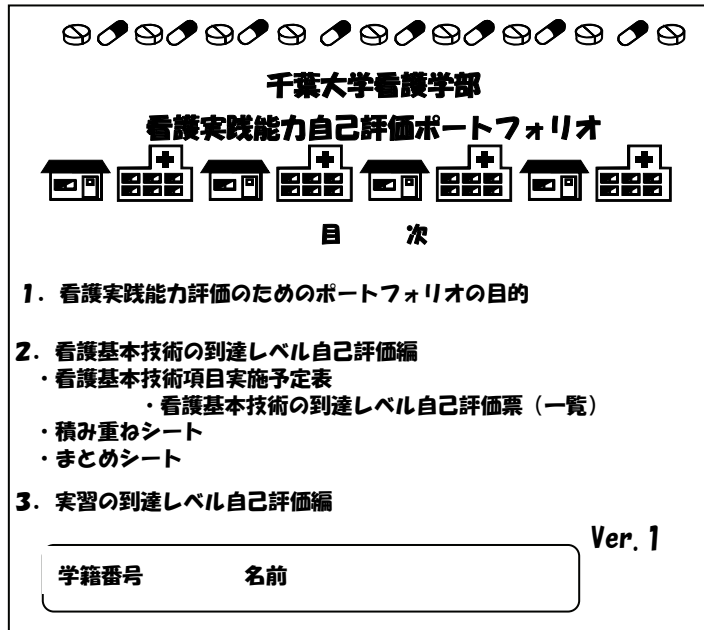 千葉大学看護学部
看護実践能力自己評価ポートフォリオ
目 次
1. 看護実践能力評価のためのポートフォリオの目的
2. 看護基本技術の到達レベル自己評価編
・看護基本技術項目実施予定表
・看護基本技術の到達レベル自己評価票（一覧）
・積み重ねシート
・まとめシート
3. 実習の到達レベル自己評価編
Ver. 1
学籍番号 名前